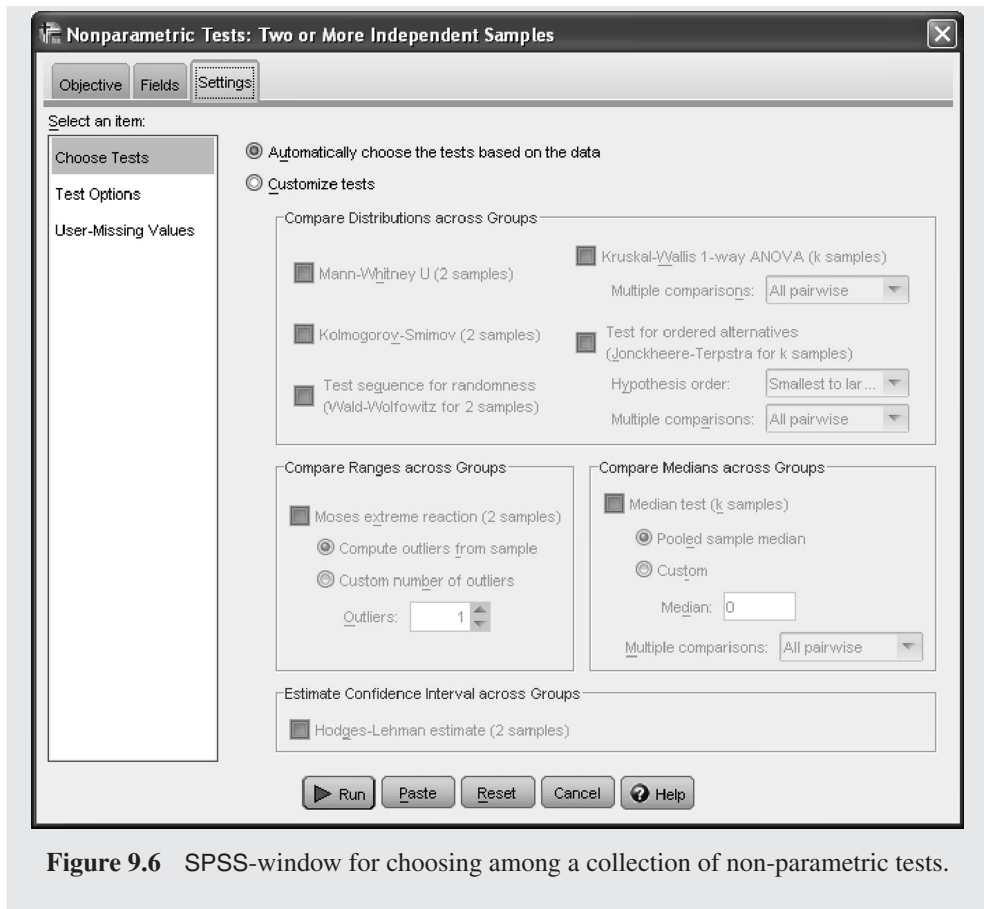 Nonparametric Tests: Two or More Independent Samples
Objective Fields Settings
Select an item:
Choose Tests
Test Options
User-Missing Values
Automatically choose the tests based on the data
Customize tests
Compare Distributions across Groups
Mann-Whitney U (2 samples)
Kolmogorov-Smirnov (2 samples)
Test sequence for randomness
(Wald-Wolfowitz for 2 samples)
Kruskal-Wallis 1-way ANOVA (k samples)
Multiple comparisons: All pairwise
Test for ordered alternatives
(Jonckheere-Terpstra for k samples)
Hypothesis order: Smallest to lar...
Multiple comparisons: All pairwise
Compare Ranges across Groups
Moses extreme reaction (2 samples)
Compute outliers from sample
Custom number of outliers
Outliers: 1
Compare Medians across Groups
Median test (k samples)
Pooled sample median
Custom
Median: 0
Multiple comparisons: All pairwise
Estimate Confidence Interval across Groups
Hodges-Lehman estimate (2 samples)
Run Paste Reset Cancel Help
Figure 9.6 SPSS-window for choosing among a collection of non-parametric tests.